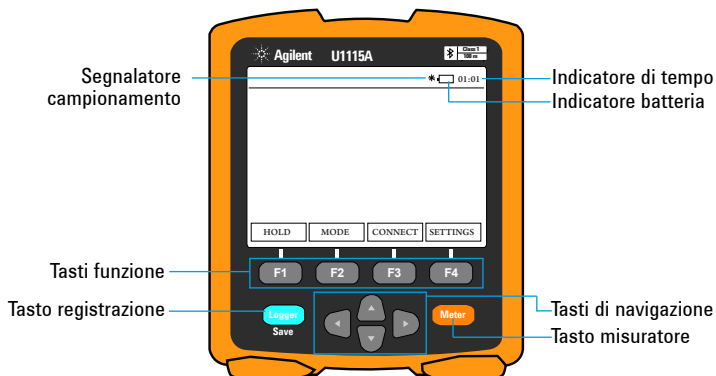 Agilent U1115A Class 1
100 m
Segnalatore
campionamento
01:01
Indicatore di tempo
Indicatore batteria
HOLD MODE CONNECT SETTINGS
Tasti funzione
F1 F2 F3 F4
Tasto registrazione
Logger
Save
Meter
Tasti di navigazione
Tasto misuratore